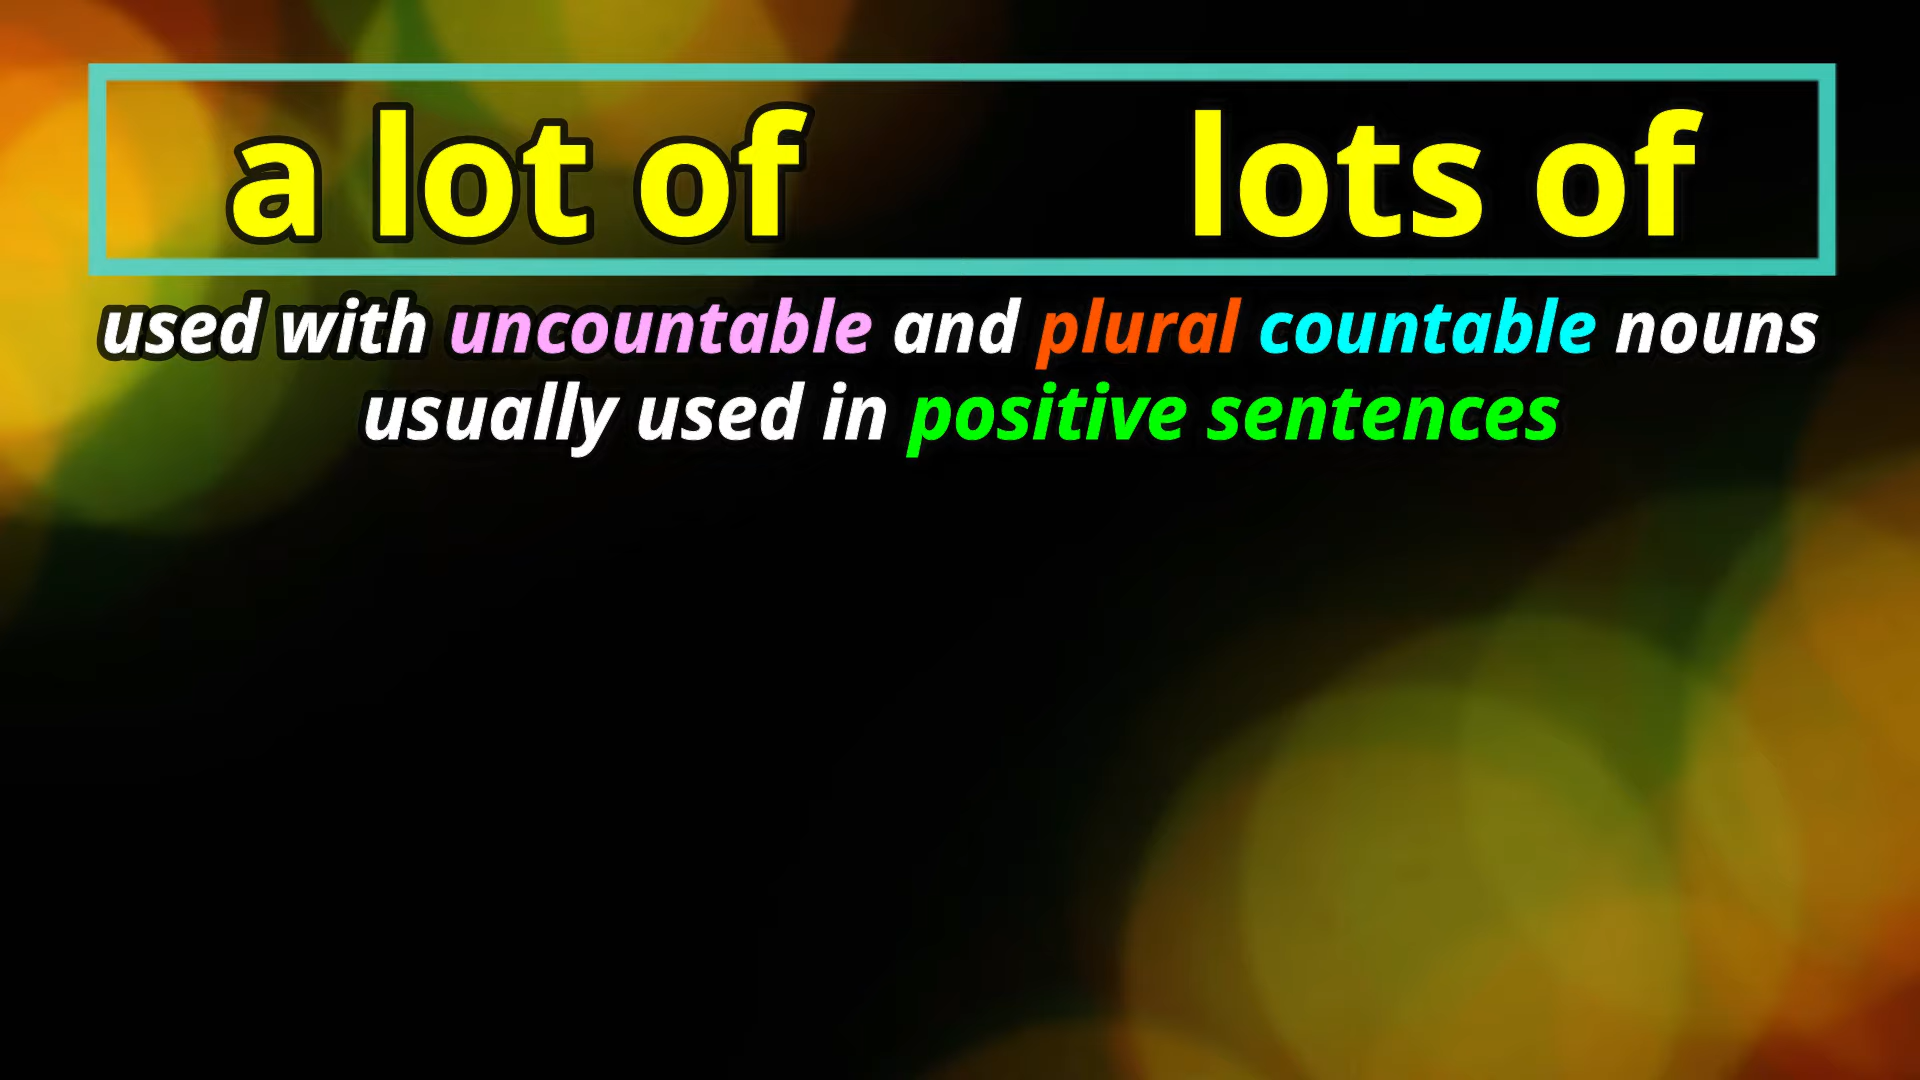 a lot of lots of
used with uncountable and plural countable nouns
usually used in positive sentences